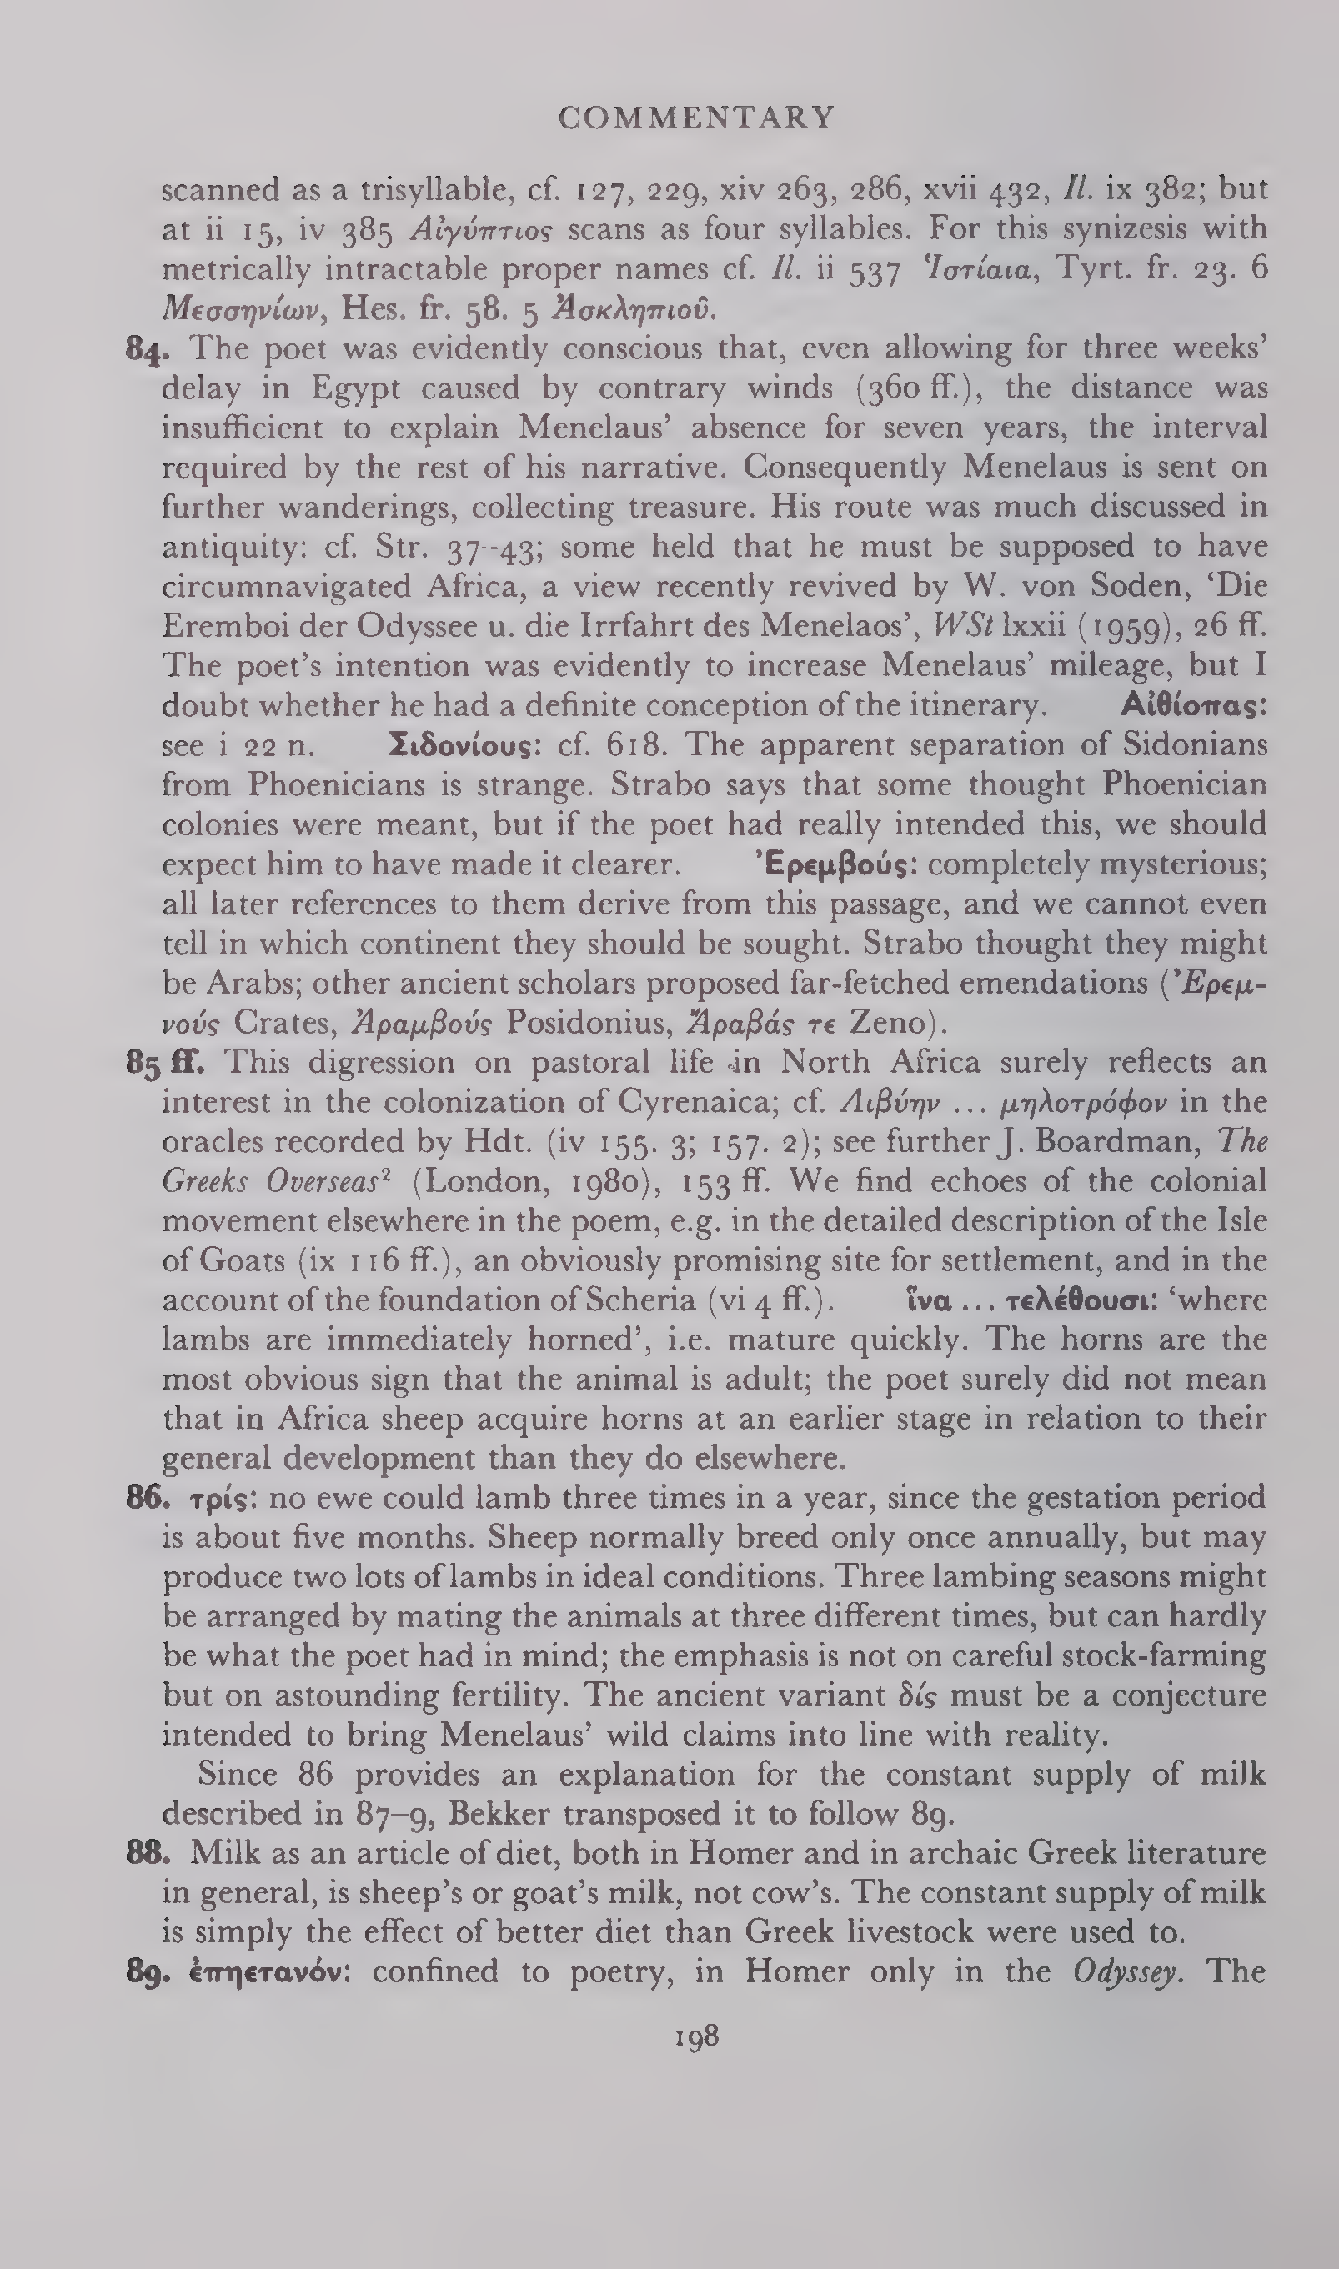 COMMENTARY
scanned as a trisyllable, cf. 127, 229, xiv 263, 286, xvii 432, Il. ix 382; but
at ii 15, iv 385 Αἰγύπτιος scans as four syllables. For this synizesis with
metrically intractable proper names cf. Il. ii 537 Ἱστίαια, Tyrt. fr. 23. 6
Μεσσηνίων, Hes. fr. 58. 5 Ἀσκληπιοῦ.
84. The poet was evidently conscious that, even allowing for three weeks’
delay in Egypt caused by contrary winds (360 ff.), the distance was
insufficient to explain Menelaus’ absence for seven years, the interval
required by the rest of his narrative. Consequently Menelaus is sent on
further wanderings, collecting treasure. His route was much discussed in
antiquity: cf. Str. 37–43; some held that he must be supposed to have
circumnavigated Africa, a view recently revived by W. von Soden, ‘Die
Eremboi der Odyssee u. die Irrfahrt des Menelaos’, WSt lxxii (1959), 26 ff.
The poet’s intention was evidently to increase Menelaus’ mileage, but I
doubt whether he had a definite conception of the itinerary. Αἰθίοπας:
see i 22 n. Σιδονίους: cf. 618. The apparent separation of Sidonians
from Phoenicians is strange. Strabo says that some thought Phoenician
colonies were meant, but if the poet had really intended this, we should
expect him to have made it clearer. Ἐρεμβούς: completely mysterious;
all later references to them derive from this passage, and we cannot even
tell in which continent they should be sought. Strabo thought they might
be Arabs; other ancient scholars proposed far-fetched emendations (Ἐρεμ-
νούς Crates, Ἀραμβούς Posidonius, Ἄραβάς τε Zeno).
85 ff. This digression on pastoral life in North Africa surely reflects an
interest in the colonization of Cyrenaica; cf. Λιβύην ... μηλοτρόφον in the
oracles recorded by Hdt. (iv 155. 3; 157. 2); see further J. Boardman, The
Greeks Overseas² (London, 1980), 153 ff. We find echoes of the colonial
movement elsewhere in the poem, e.g. in the detailed description of the Isle
of Goats (ix 116 ff.), an obviously promising site for settlement, and in the
account of the foundation of Scheria (vi 4 ff.). ἵνα ... τελέθουσι: ‘where
lambs are immediately horned’, i.e. mature quickly. The horns are the
most obvious sign that the animal is adult; the poet surely did not mean
that in Africa sheep acquire horns at an earlier stage in relation to their
general development than they do elsewhere.
86. τρίς: no ewe could lamb three times in a year, since the gestation period
is about five months. Sheep normally breed only once annually, but may
produce two lots of lambs in ideal conditions. Three lambing seasons might
be arranged by mating the animals at three different times, but can hardly
be what the poet had in mind; the emphasis is not on careful stock-farming
but on astounding fertility. The ancient variant δίς must be a conjecture
intended to bring Menelaus’ wild claims into line with reality.
Since 86 provides an explanation for the constant supply of milk
described in 87–9, Bekker transposed it to follow 89.
88. Milk as an article of diet, both in Homer and in archaic Greek literature
in general, is sheep’s or goat’s milk, not cow’s. The constant supply of milk
is simply the effect of better diet than Greek livestock were used to.
89. ἐπηετανόν: confined to poetry, in Homer only in the Odyssey. The
198